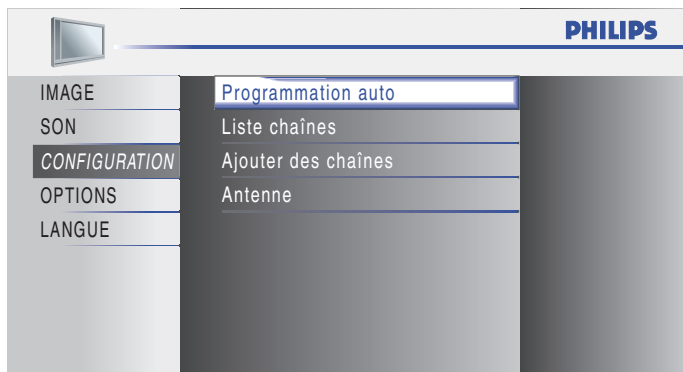 PHILIPS
IMAGE
SON
CONFIGURATION
OPTIONS
LANGUE
Programmation auto
Liste chaînes
Ajouter des chaînes
Antenne